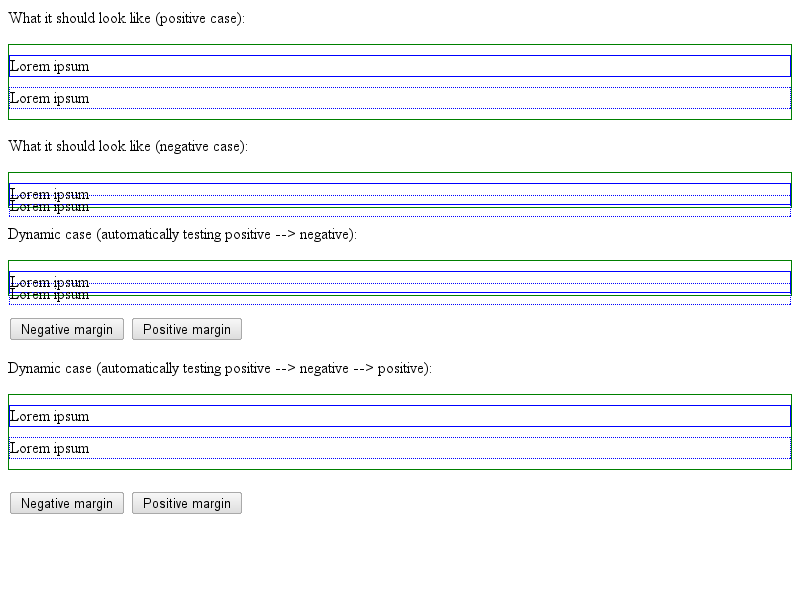 What it should look like (positive case):
Lorem ipsum
Lorem ipsum
What it should look like (negative case):
Lorem ipsum
Lorem ipsum
Dynamic case (automatically testing positive --> negative):
Lorem ipsum
Lorem ipsum
Negative margin Positive margin
Dynamic case (automatically testing positive --> negative --> positive):
Lorem ipsum
Lorem ipsum
Negative margin Positive margin